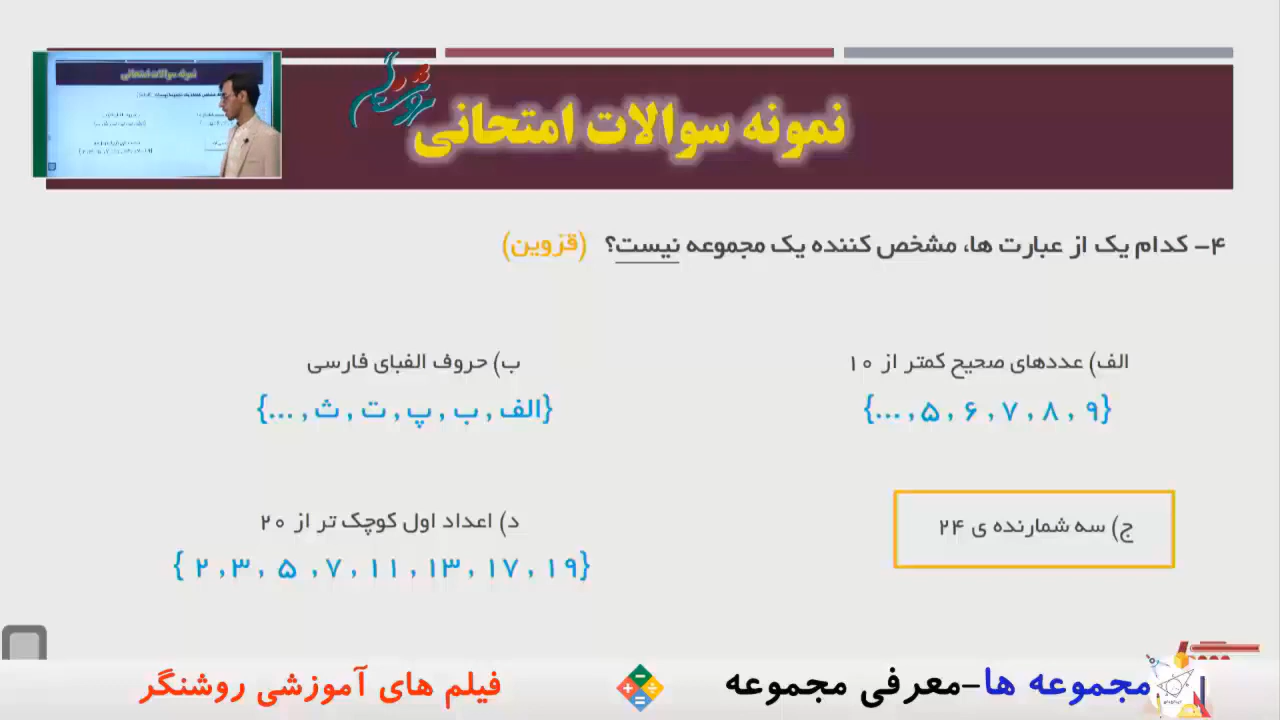 نمونه سوالات امتحانی
۴- کدام یک از عبارت ها، مشخص کننده یک مجموعه نیست؟ (قزوین)
الف) عددهای صحیح کمتر از ۱۰
{... , ۵ , ۶ , ۷ , ۸ , ۹}
ب) حروف الفبای فارسی
{الف , ب , پ , ت , ث , ...}
ج) سه شمارنده ی ۲۴
د) اعداد اول کوچک تر از ۲۰
{ ۲ , ۳ , ۵ , ۷ , ۱۱ , ۱۳ , ۱۷ , ۱۹}
مجموعه ها-معرفی مجموعه
فیلم های آموزشی روشنگر